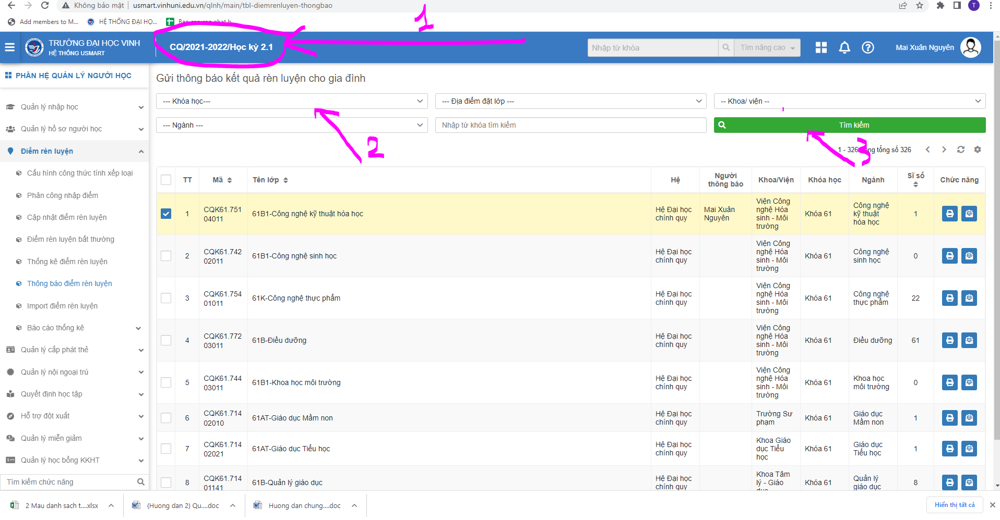 Không bảo mật
usmart.vinhuni.edu.vn/qlnh/main/tbl-diemrenluyen-thongbao
T
Add members to M...
HỆ THỐNG ĐẠI HỌ...
1
TRƯỜNG ĐẠI HỌC VINH
HỆ THỐNG USMART
CQ/2021-2022/Học kỳ 2.1
Nhập từ khóa
Tìm nâng cao
Mai Xuân Nguyên
PHÂN HỆ QUẢN LÝ NGƯỜI HỌC
Quản lý nhập học
Quản lý hồ sơ người học
Điểm rèn luyện
Cấu hình công thức tính xếp loại
Phân công nhập điểm
Cập nhật điểm rèn luyện
Điểm rèn luyện bất thường
Thống kê điểm rèn luyện
Thông báo điểm rèn luyện
Import điểm rèn luyện
Báo cáo thống kê
Quản lý cấp phát thẻ
Quản lý nội ngoại trú
Quyết định học tập
Hỗ trợ đột xuất
Quản lý miễn giảm
Quản lý học bổng KKHT
Tìm kiếm chức năng
Gửi thông báo kết quả rèn luyện cho gia đình
--- Khóa học---
--- Địa điểm đặt lớp ---
-- Khoa/ viện --
--- Ngành ---
Nhập từ khóa tìm kiếm
Tìm kiếm
2
3
1 - 326 tổng số 326
TT
Mã
Tên lớp
Hệ
Người
thông báo
Khoa/Viện
Khóa học
Ngành
Sĩ số
Chức năng
1
CQK61.751
04011
61B1-Công nghệ kỹ thuật hóa học
Hệ Đại học
chính quy
Mai Xuân
Nguyên
Viện Công
nghệ Hóa
sinh - Môi
trường
Khóa 61
Công nghệ
kỹ thuật
hóa học
1
2
CQK61.742
02011
61B1-Công nghệ sinh học
Hệ Đại học
chính quy
Viện Công
nghệ Hóa
sinh - Môi
trường
Khóa 61
Công nghệ
sinh học
0
3
CQK61.754
01011
61K-Công nghệ thực phẩm
Hệ Đại học
chính quy
Viện Công
nghệ Hóa
sinh - Môi
trường
Khóa 61
Công nghệ
thực phẩm
22
4
CQK61.772
03011
61B-Điều dưỡng
Hệ Đại học
chính quy
Viện Công
nghệ Hóa
sinh - Môi
trường
Khóa 61
Điều dưỡng
61
5
CQK61.744
03011
61B1-Khoa học môi trường
Hệ Đại học
chính quy
Viện Công
nghệ Hóa
sinh - Môi
trường
Khóa 61
Khoa học
môi trường
0
6
CQK61.714
02010
61AT-Giáo dục Mầm non
Hệ Đại học
chính quy
Trường Sư
phạm
Khóa 61
Giáo dục
Mầm non
1
7
CQK61.714
02021
61AT-Giáo dục Tiểu học
Hệ Đại học
chính quy
Khoa Giáo
dục Tiểu
học
Khóa 61
Giáo dục
Tiểu học
1
8
CQK61.714
01141
61B-Quản lý giáo dục
Hệ Đại học
chính quy
Khoa Tâm
lý - Giáo
Khóa 61
Quản lý
giáo dục
8
2 Mau danh sach t....xlsx
(Huong dan 2) Qu....doc
Huong dan chung....doc
Hiển thị tất cả